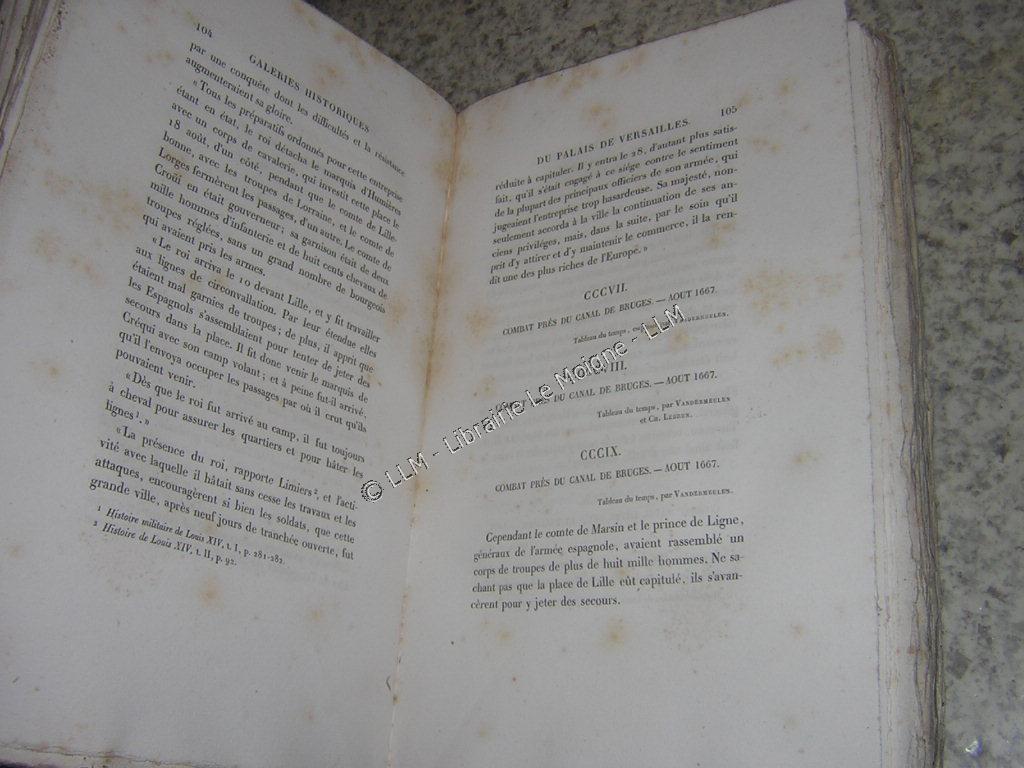 104
GALERIES HISTORIQUES
par une conquête dont les difficultés et la résistance
augmenteraient sa gloire.
« Tous les préparatifs ordonnés pour cette entreprise
étant en état, le roi détacha le marquis d'Humières
avec un corps de cavalerie, qui investit cette place le
18 août, d'un côté, pendant que le comte de Lille-
bonne, avec les troupes de Lorraine, et le comte de
Lorges fermèrent les passages, d'un autre. Le comte de
Croüi en était gouverneur; sa garnison était de deux
mille hommes d'infanterie et de huit cents chevaux de
troupes réglées, sans un grand nombre de bourgeois
qui avaient pris les armes.
« Le roi arriva le 10 devant Lille, et y fit travailler
aux lignes de circonvallation. Par leur étendue elles
étaient mal garnies de troupes; de plus, il apprit que
les Espagnols s'assemblaient pour tenter de jeter des
secours dans la place. Il fit donc venir le marquis de
Créqui avec son camp volant; et à peine fut-il arrivé,
qu'il l'envoya occuper les passages par où il crut qu'ils
pouvaient venir.
« Dès que le roi fut arrivé au camp, il fut toujours
à cheval pour assurer les quartiers et pour hâter les
lignes¹. »
« La présence du roi, rapporte Limiers², et l'acti-
vité avec laquelle il hâtait sans cesse les travaux et les
attaques, encouragèrent si bien les soldats, que cette
grande ville, après neuf jours de tranchée ouverte, fut
¹ Histoire militaire de Louis XIV, t. I, p. 281-282.
² Histoire de Louis XIV, t. II, p. 92.
105
DU PALAIS DE VERSAILLES.
réduite à capituler. Il y entra le 28, d'autant plus satis-
fait, qu'il s'était engagé à ce siége contre le sentiment
de la plupart des principaux officiers de son armée, qui
jugeaient l'entreprise trop hasardeuse. Sa majesté, non-
seulement accorda à la ville la continuation de ses an-
ciens priviléges, mais, dans la suite, par le soin qu'il
prit d'y attirer et d'y maintenir le commerce, il la ren-
dit une des plus riches de l'Europe. »
CCCVII.
COMBAT PRÈS DU CANAL DE BRUGES. — AOUT 1667.
Tableau du temps,
III.
DU CANAL DE BRUGES. — AOUT 1667.
Tableau du temps, par VANDERMEULEN
et CH. LEBRUN.
CCCIX.
COMBAT PRÈS DU CANAL DE BRUGES. — AOUT 1667.
Tableau du temps, par VANDERMEULEN.
Cependant le comte de Marsin et le prince de Ligne,
généraux de l'armée espagnole, avaient rassemblé un
corps de troupes de plus de huit mille hommes. Ne sa-
chant pas que la place de Lille eût capitulé, ils s'avan-
cèrent pour y jeter des secours.
© LLM - Librairie Le Moigne - LLM